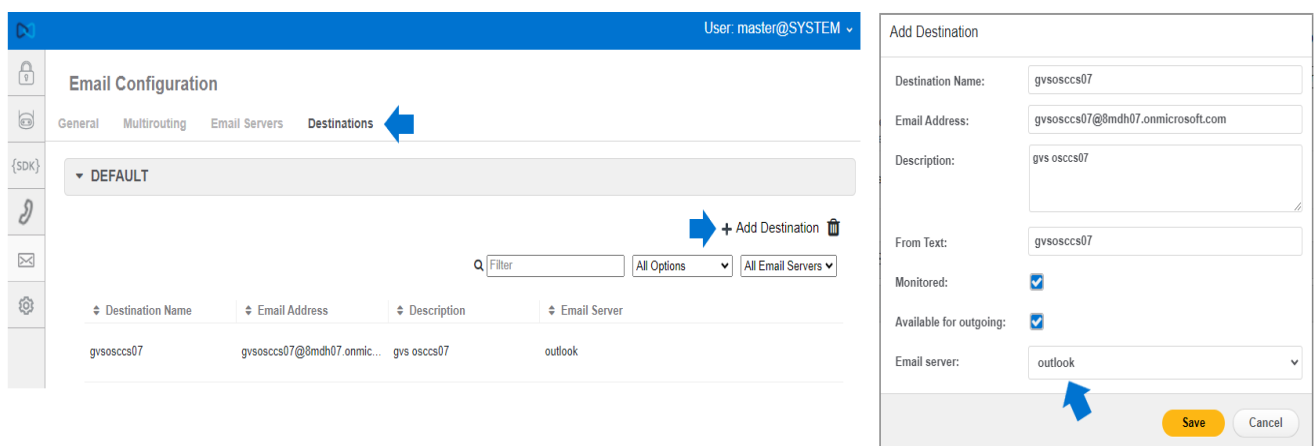 User: master@SYSTEM
Email Configuration
General Multirouting Email Servers Destinations
{SDK}
DEFAULT
+ Add Destination
Filter All Options All Email Servers
Destination Name Email Address Description Email Server
gvsosccs07 gvsosccs07@8mdh07.onmic... gvs osccs07 outlook
Add Destination
Destination Name: gvsosccs07
Email Address: gvsosccs07@8mdh07.onmicrosoft.com
Description: gvs osccs07
From Text: gvsosccs07
Monitored:
Available for outgoing:
Email server: outlook
Save Cancel